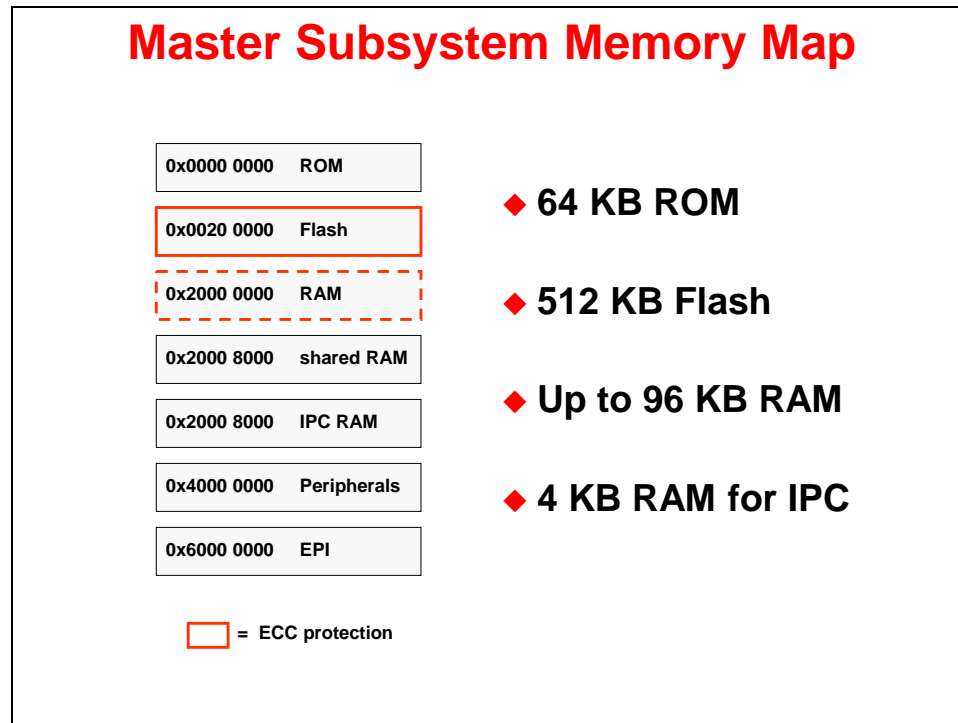 Master Subsystem Memory Map
0x0000 0000 ROM
0x0020 0000 Flash
0x2000 0000 RAM
0x2000 8000 shared RAM
0x2000 8000 IPC RAM
0x4000 0000 Peripherals
0x6000 0000 EPI
= ECC protection
64 KB ROM
512 KB Flash
Up to 96 KB RAM
4 KB RAM for IPC